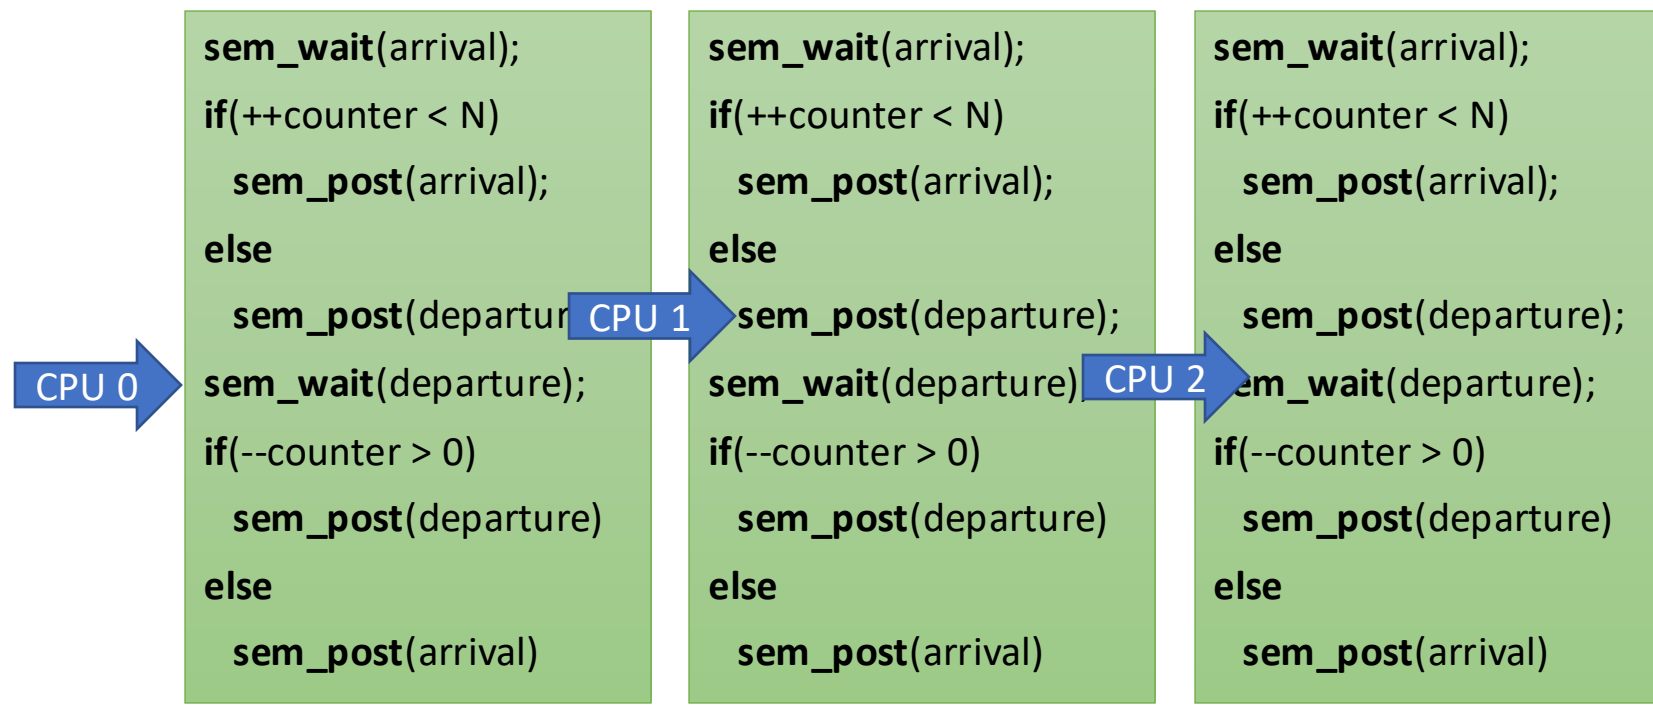 sem_wait(arrival);
if(++counter < N)
sem_post(arrival);
else
sem_post(departur
CPU 0
sem_wait(departure);
if(--counter > 0)
sem_post(departure)
else
sem_post(arrival)
sem_wait(arrival);
if(++counter < N)
sem_post(arrival);
else
CPU 1
sem_post(departure);
sem_wait(departure)
if(--counter > 0)
sem_post(departure)
else
sem_post(arrival)
sem_wait(arrival);
if(++counter < N)
sem_post(arrival);
else
sem_post(departure);
CPU 2
em_wait(departure);
if(--counter > 0)
sem_post(departure)
else
sem_post(arrival)